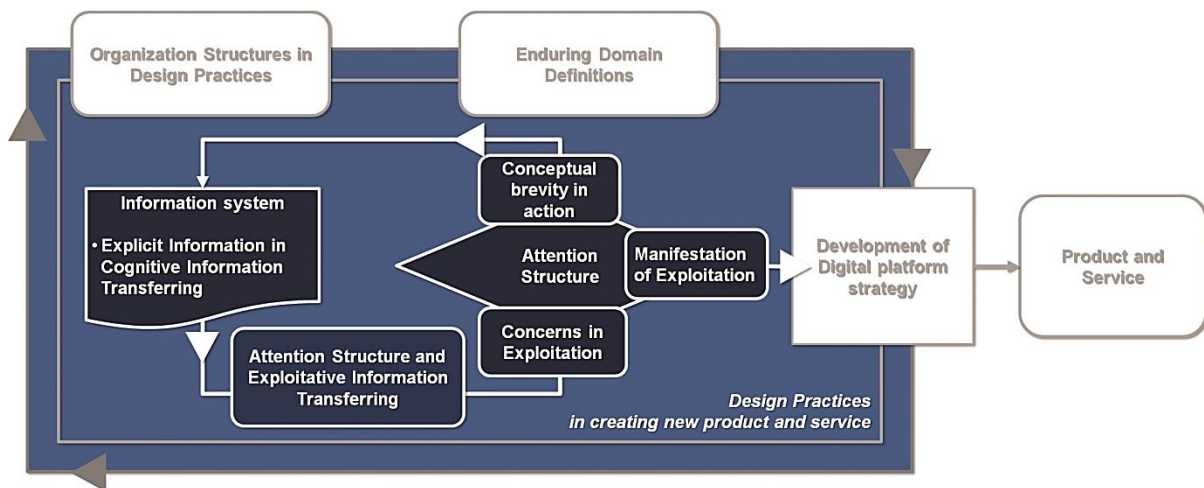 Organization Structures in
Design Practices
Enduring Domain
Definitions
Conceptual
brevity in
action
Information system
• Explicit Information in
Cognitive Information
Transferring
Attention
Structure
Manifestation
of Exploitation
Development of
Digital platform
strategy
Product and
Service
Concerns in
Exploitation
Attention Structure and
Exploitative Information
Transferring
Design Practices
in creating new product and service